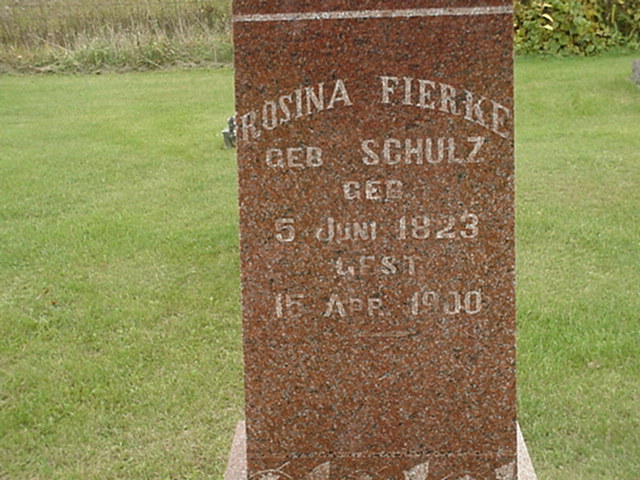 ROSINA FIERKE
GEB SCHULZ
GEB.
5 JUNI 1823
GEST
15 APR. 1900